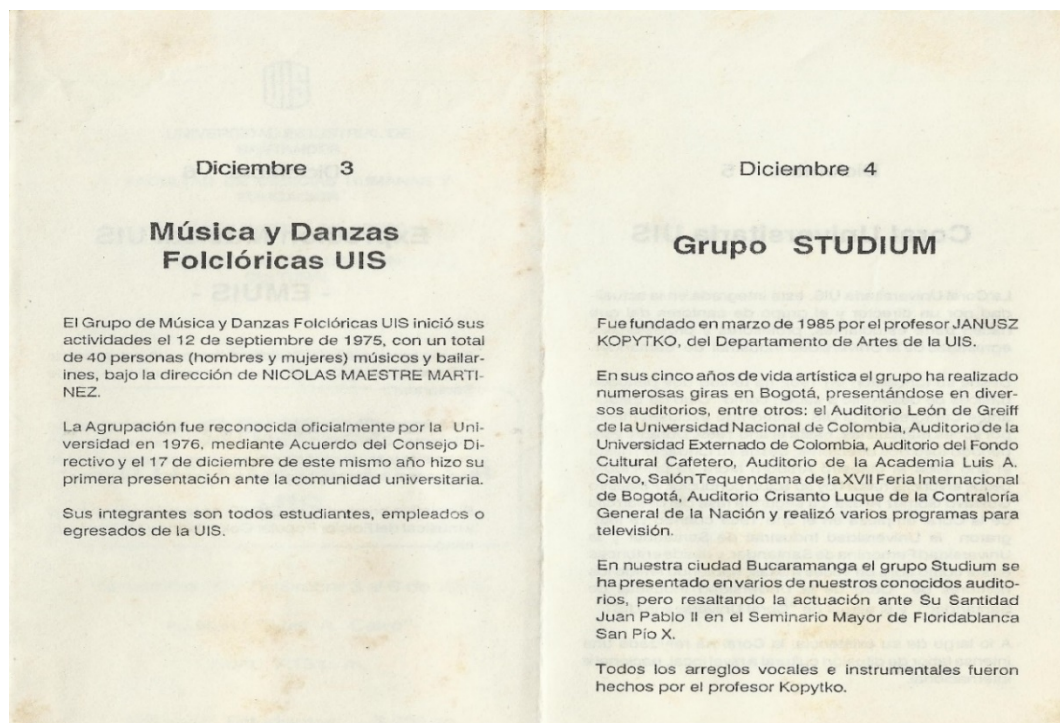 Diciembre 3
Música y Danzas
Folclóricas UIS
El Grupo de Música y Danzas Folclóricas UIS inició sus
actividades el 12 de septiembre de 1975, con un total
de 40 personas (hombres y mujeres) músicos y bailar-
ines, bajo la dirección de NICOLAS MAESTRE MARTI-
NEZ.
La Agrupación fue reconocida oficialmente por la Uni-
versidad en 1976, mediante Acuerdo del Consejo Di-
rectivo y el 17 de diciembre de este mismo año hizo su
primera presentación ante la comunidad universitaria.
Sus integrantes son todos estudiantes, empleados o
egresados de la UIS.
Diciembre 4
Grupo STUDIUM
Fue fundado en marzo de 1985 por el profesor JANUSZ
KOPYTKO, del Departamento de Artes de la UIS.
En sus cinco años de vida artística el grupo ha realizado
numerosas giras en Bogotá, presentándose en diver-
sos auditorios, entre otros: el Auditorio León de Greiff
de la Universidad Nacional de Colombia, Auditorio de la
Universidad Externado de Colombia, Auditorio del Fondo
Cultural Cafetero, Auditorio de la Academia Luis A.
Calvo, Salón Tequendama de la XVII Feria Internacional
de Bogotá, Auditorio Crisanto Luque de la Contraloría
General de la Nación y realizó varios programas para
televisión.
En nuestra ciudad Bucaramanga el grupo Studium se
ha presentado en varios de nuestros conocidos audito-
rios, pero resaltando la actuación ante Su Santidad
Juan Pablo II en el Seminario Mayor de Floridablanca
San Pío X.
Todos los arreglos vocales e instrumentales fueron
hechos por el profesor Kopytko.